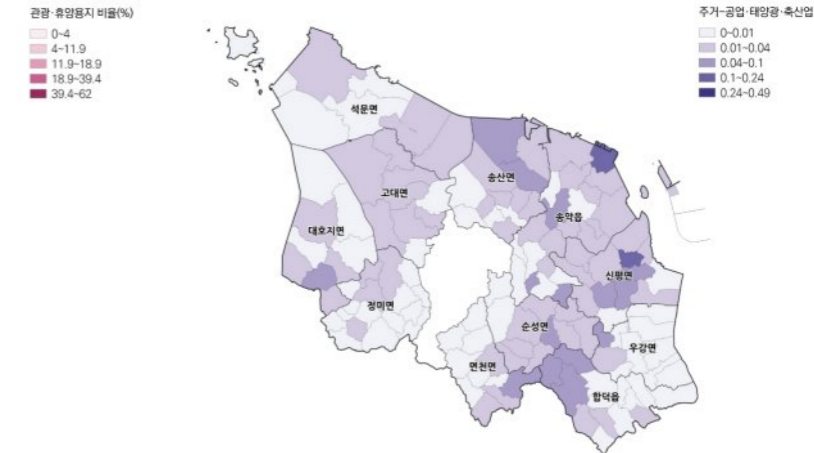 관광·휴양용지 비율(%)
0~4
4~11.9
11.9~18.9
18.9~39.4
39.4~62
주거-공업·태양광·축산업
0~0.01
0.01~0.04
0.04~0.1
0.1~0.24
0.24~0.49
석문면
송산면
고대면
송악읍
대호지면
신평면
정미면
순성면
우강면
면천면
합덕읍